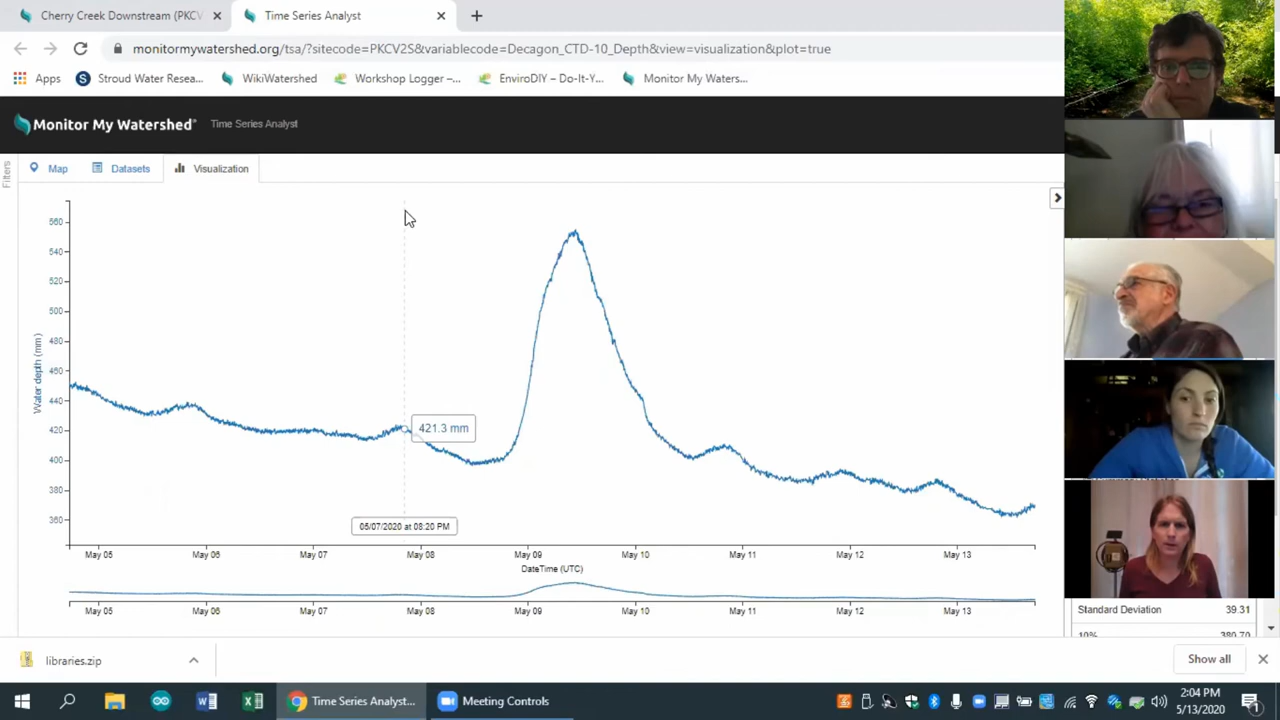 Cherry Creek Downstream (PKCV
Time Series Analyst
monitormywatershed.org/tsa/?sitecode=PKCV2S&variablecode=Decagon_CTD-10_Depth&view=visualization&plot=true
Apps
Stroud Water Resea...
WikiWatershed
Workshop Logger –...
EnviroDIY – Do-It-Y...
Monitor My Waters...
Monitor My Watershed®
Time Series Analyst
Filters
Map
Datasets
Visualization
Water depth (mm)
560
540
520
500
480
460
440
420
400
380
360
421.3 mm
05/07/2020 at 08:20 PM
May 05
May 06
May 07
May 08
May 09
May 10
May 11
May 12
May 13
DateTime (UTC)
May 05
May 06
May 07
May 08
May 09
May 10
May 11
May 12
May 13
Standard Deviation 39.31
10% 380.70
libraries.zip
Show all
Time Series Analyst...
Meeting Controls
2:04 PM
5/13/2020